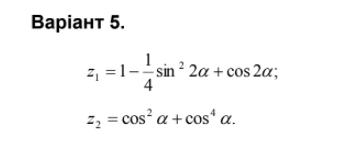 Варіант 5.
z₁ = 1 − 1/4 sin² 2α + cos 2α;
z₂ = cos² α + cos⁴ α.